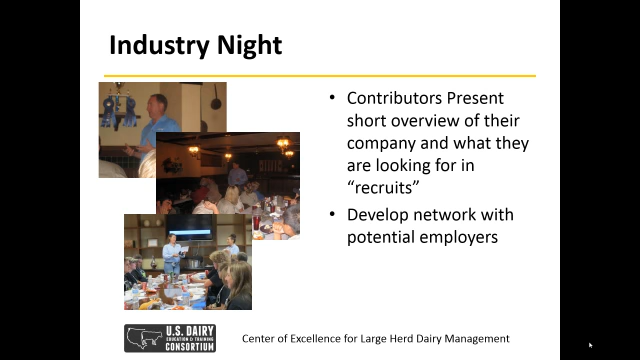 Industry Night
• Contributors Present
short overview of their
company and what they
are looking for in
“recruits”
• Develop network with
potential employers
U.S. DAIRY
EDUCATION & TRAINING
CONSORTIUM
Center of Excellence for Large Herd Dairy Management